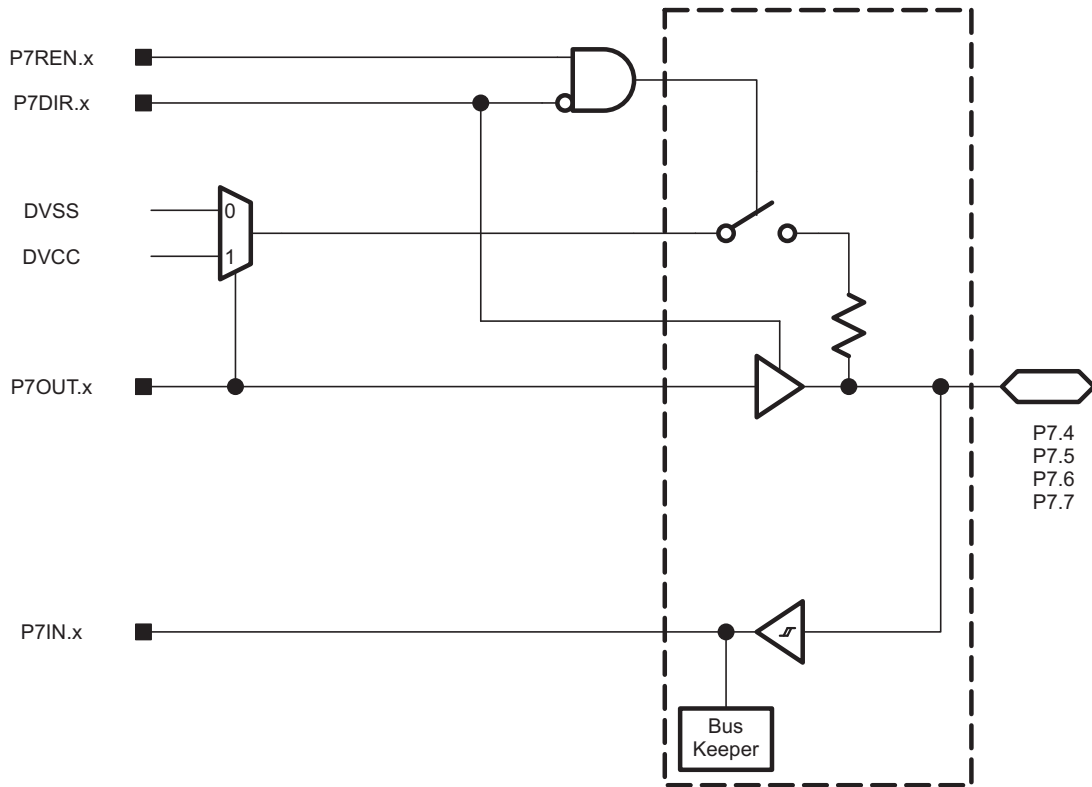 P7REN.x
P7DIR.x
DVSS
0
DVCC
1
P7OUT.x
P7.4
P7.5
P7.6
P7.7
P7IN.x
Bus
Keeper